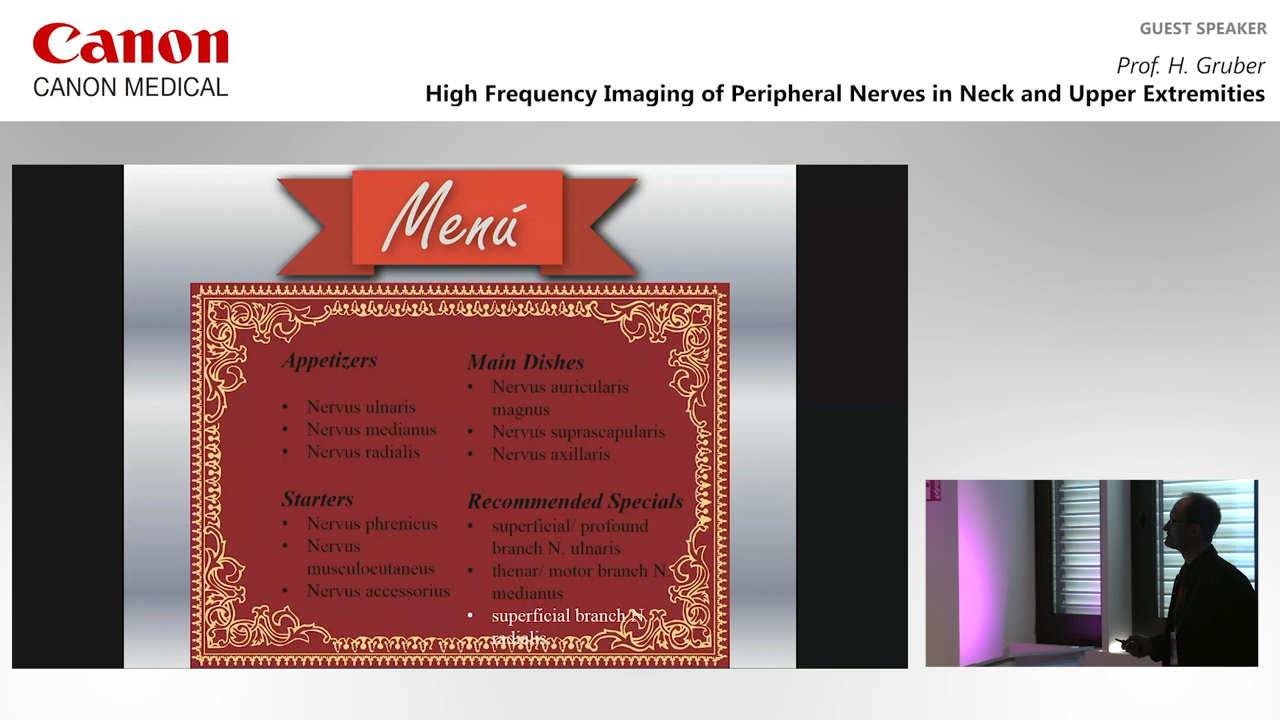 Canon
CANON MEDICAL
GUEST SPEAKER
Prof. H. Gruber
High Frequency Imaging of Peripheral Nerves in Neck and Upper Extremities
Menú
Appetizers
• Nervus ulnaris
• Nervus medianus
• Nervus radialis
Starters
• Nervus phrenicus
• Nervus
musculocutaneus
• Nervus accessorius
Main Dishes
• Nervus auricularis
magnus
• Nervus suprascapularis
• Nervus axillaris
Recommended Specials
• superficial/ profound
branch N. ulnaris
• thenar/ motor branch N.
medianus
• superficial branch N.
radialis